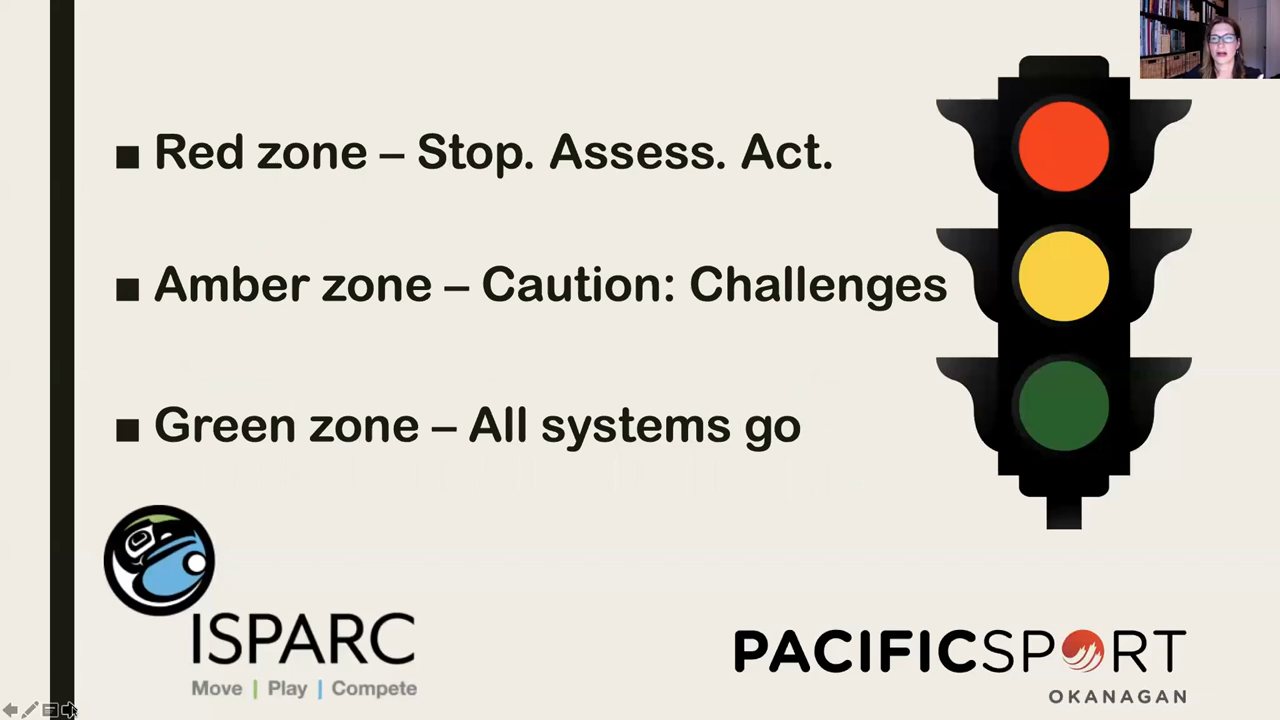 ■ Red zone – Stop. Assess. Act.
■ Amber zone – Caution: Challenges
■ Green zone – All systems go
ISPARC
Move | Play | Compete
PACIFICSPORT
OKANAGAN